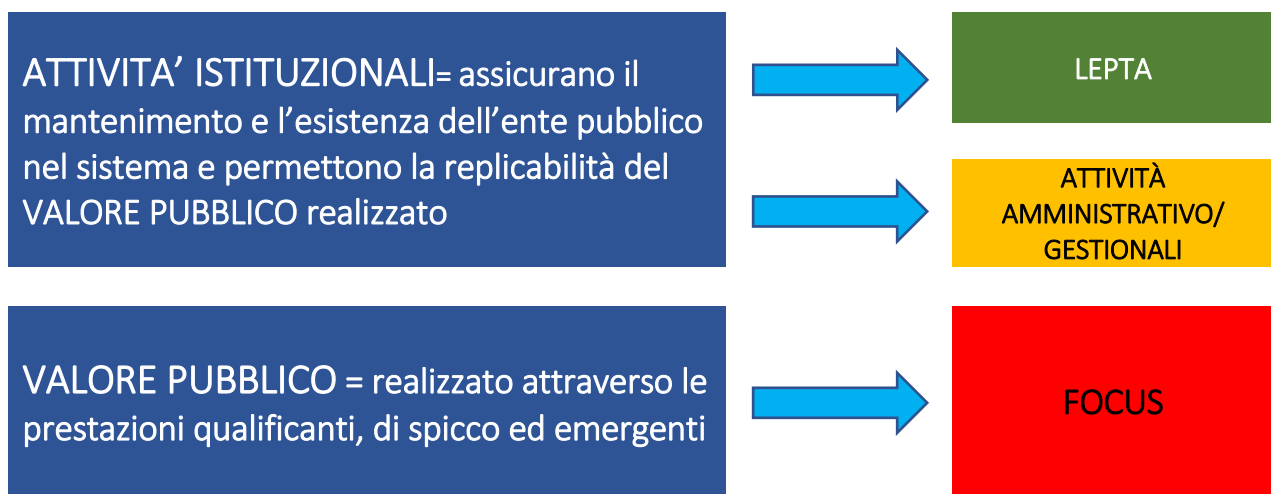 ATTIVITA’ ISTITUZIONALI= assicurano il
mantenimento e l’esistenza dell’ente pubblico
nel sistema e permettono la replicabilità del
VALORE PUBBLICO realizzato
LEPTA
ATTIVITÀ
AMMINISTRATIVO/
GESTIONALI
VALORE PUBBLICO = realizzato attraverso le
prestazioni qualificanti, di spicco ed emergenti
FOCUS